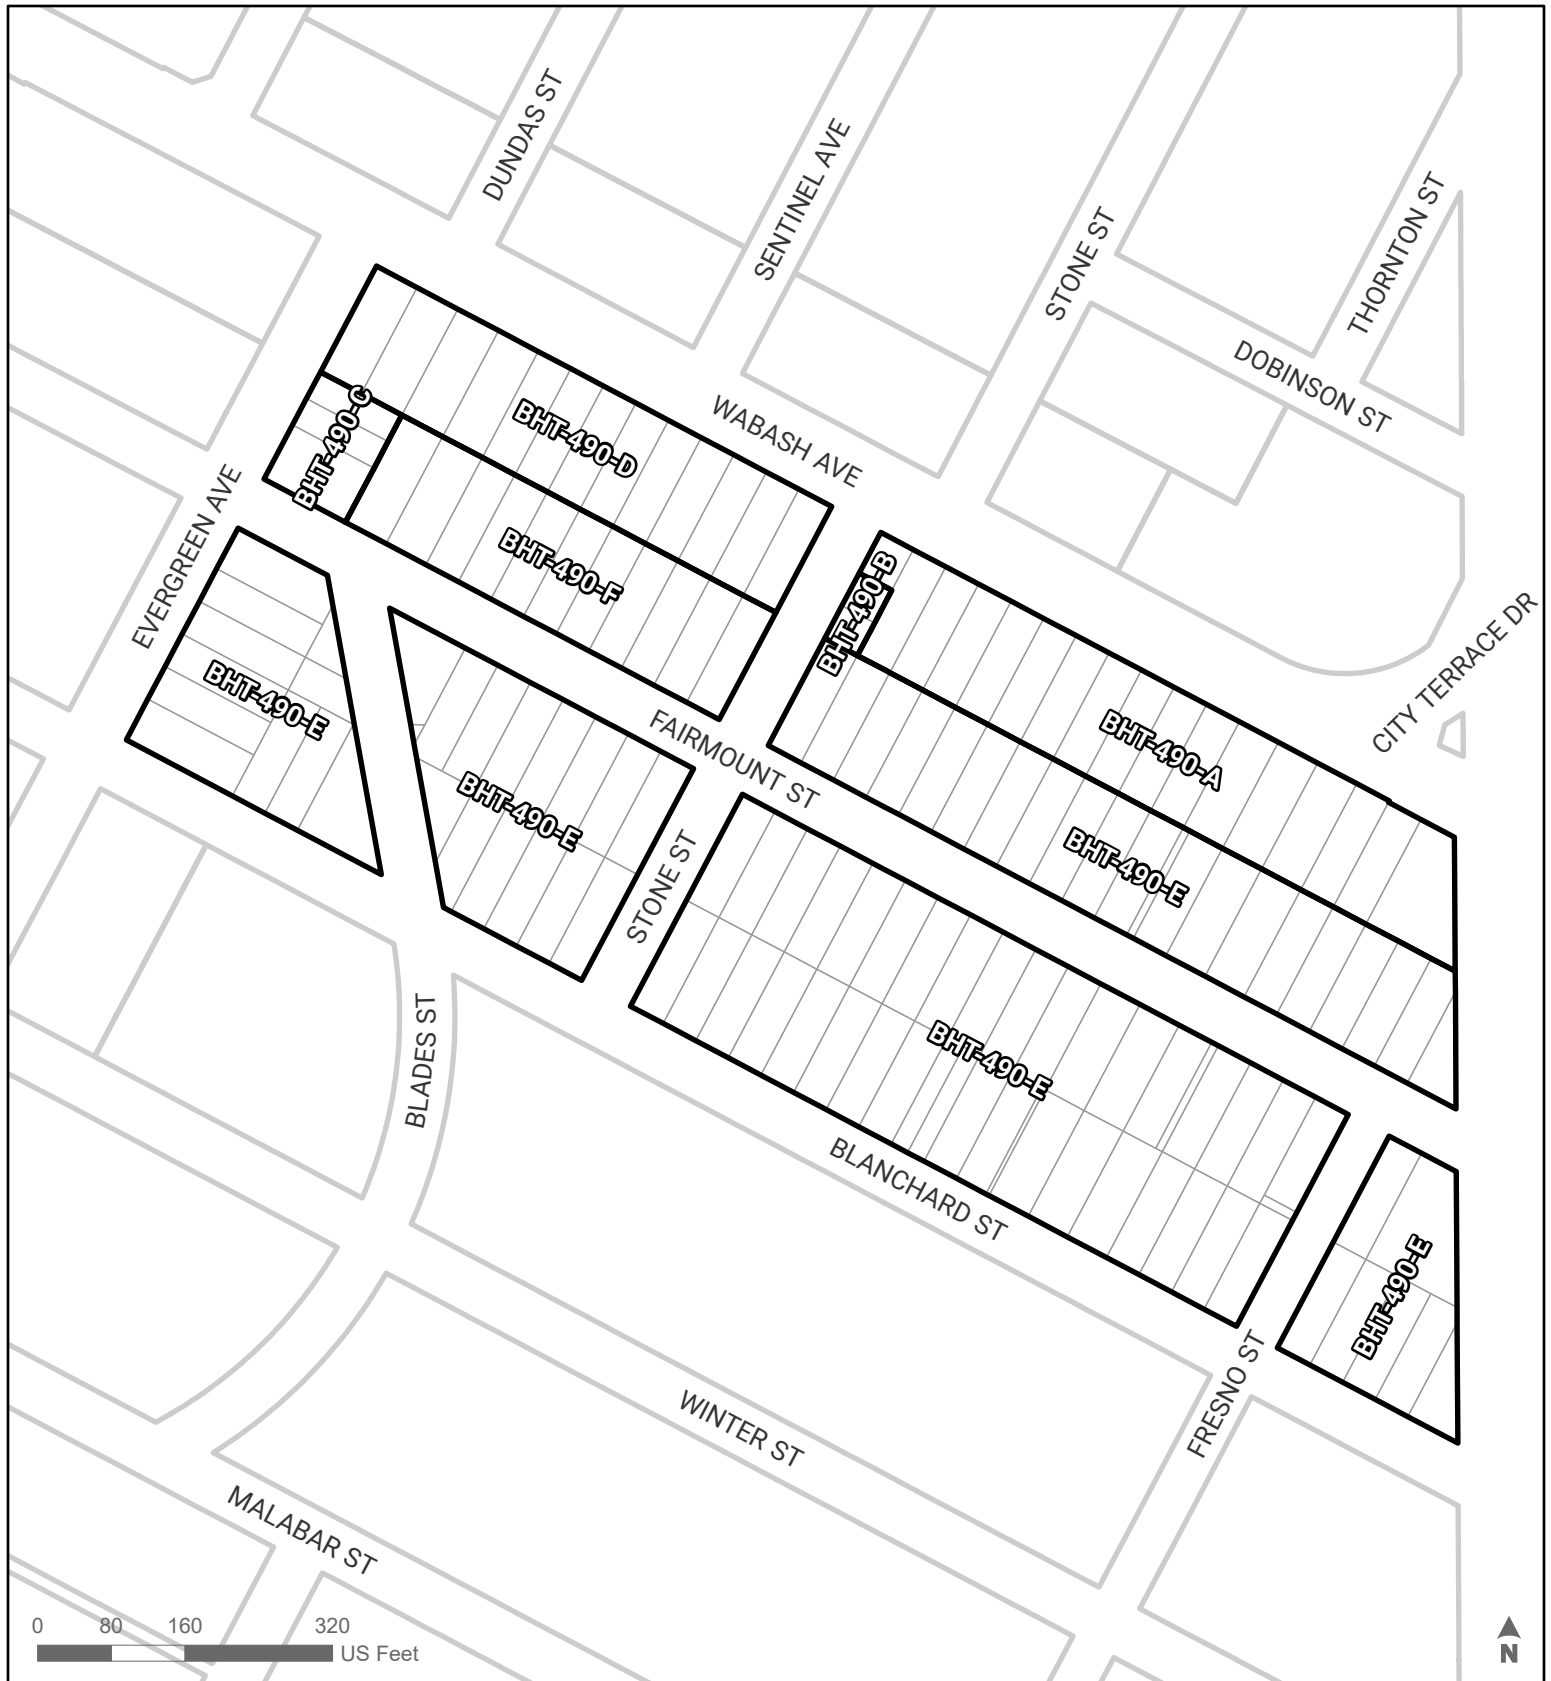 DUNDAS ST
SENTINEL AVE
STONE ST
THORNTON ST
DOBINSON ST
WABASH AVE
BHT-490-C
BHT-490-D
EVERGREEN AVE
BHT-490-F
BHT-490-B
CITY TERRACE DR
BHT-490-E
BHT-490-A
FAIRMOUNT ST
BHT-490-E
BHT-490-E
STONE ST
BHT-490-E
BLADES ST
BLANCHARD ST
BHT-490-E
FRESNO ST
WINTER ST
MALABAR ST
0 80 160 320
US Feet
N